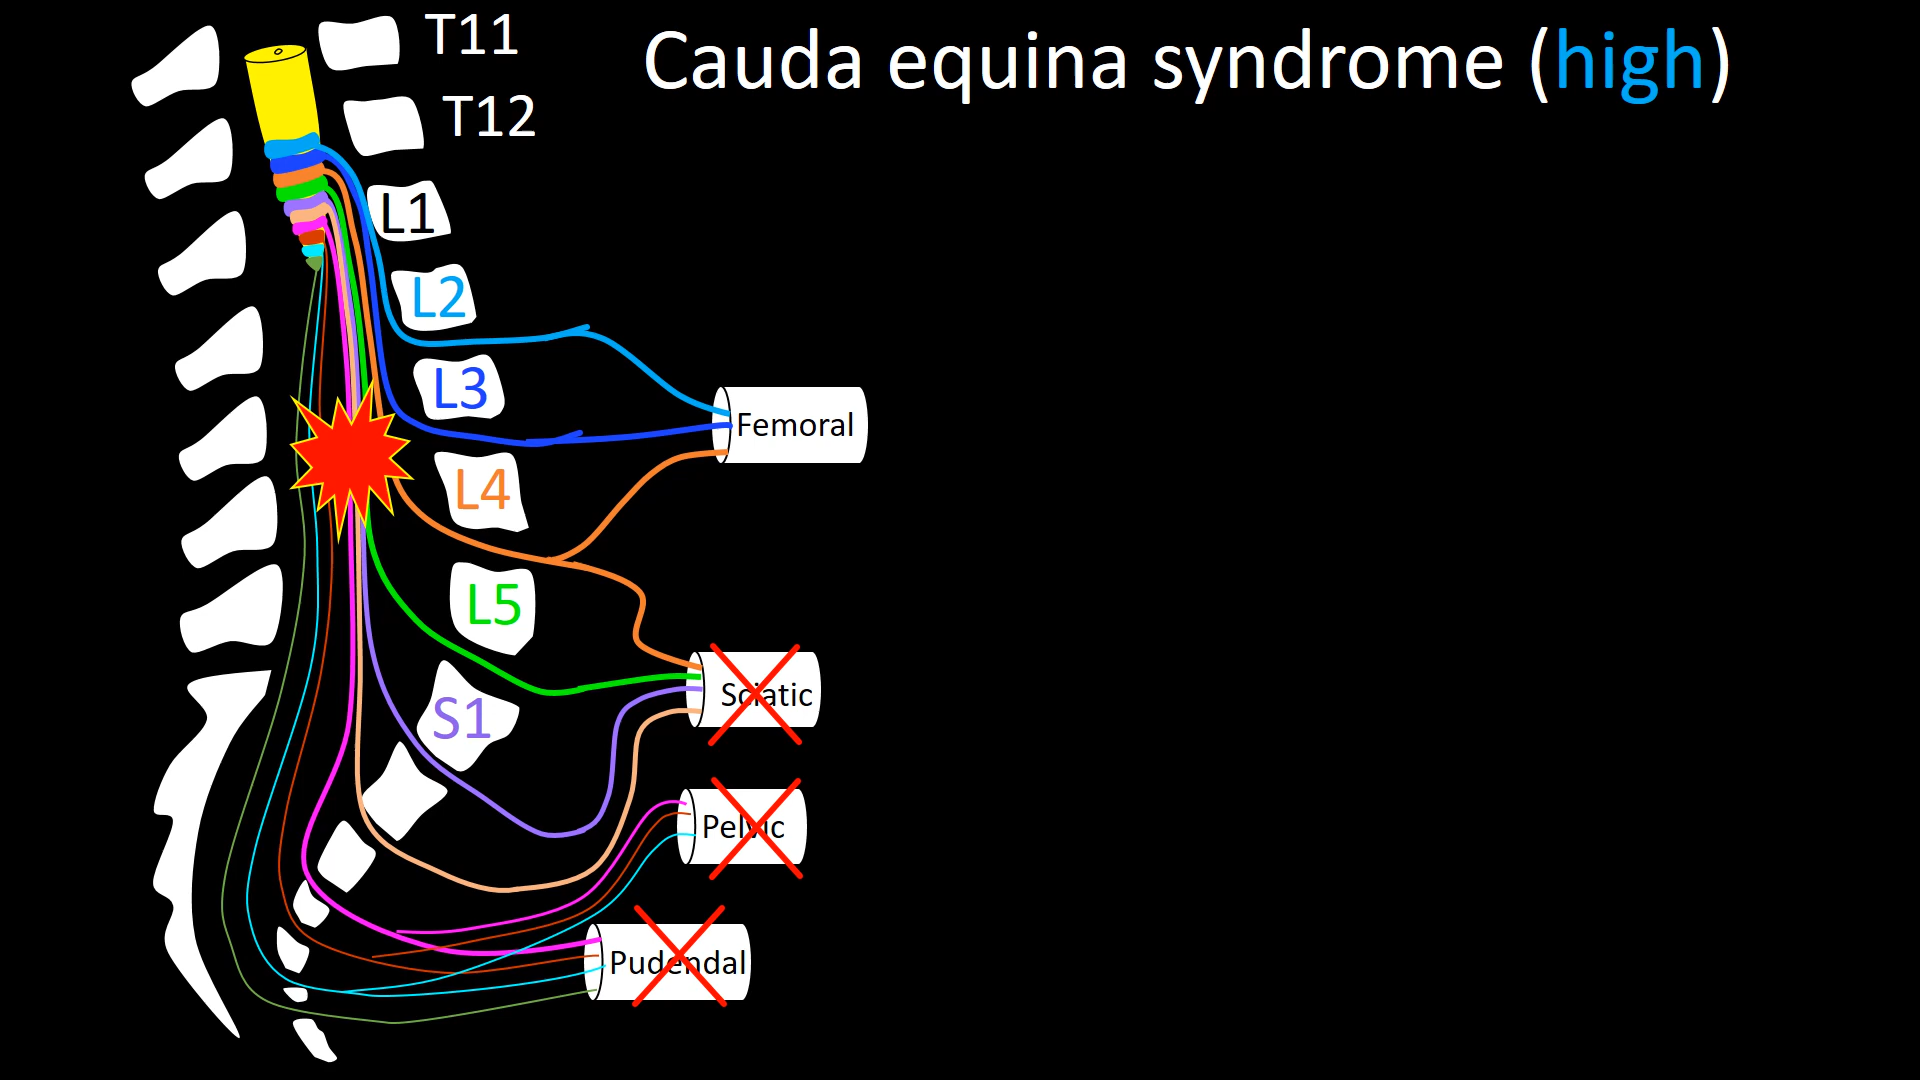 Cauda equina syndrome (high)
T11
T12
L1
L2
L3
L4
L5
S1
Femoral
Sciatic
Pelvic
Pudendal